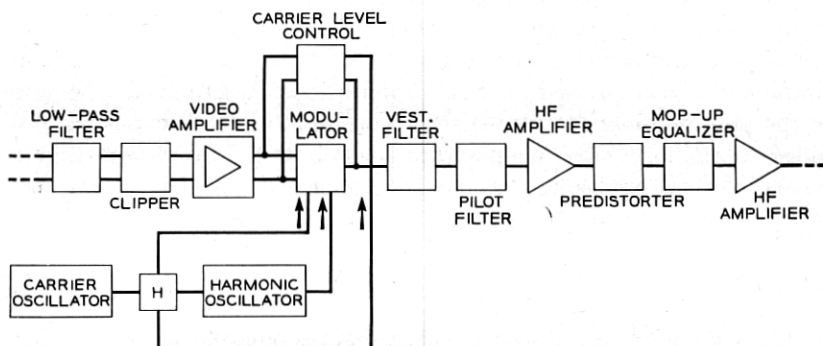 CARRIER LEVEL
CONTROL
LOW-PASS
FILTER
VIDEO
AMPLIFIER
MODU-
LATOR
VEST.
FILTER
HF
AMPLIFIER
MOP-UP
EQUALIZER
CLIPPER
PILOT
FILTER
PREDISTORTER
HF
AMPLIFIER
CARRIER
OSCILLATOR
H
HARMONIC
OSCILLATOR